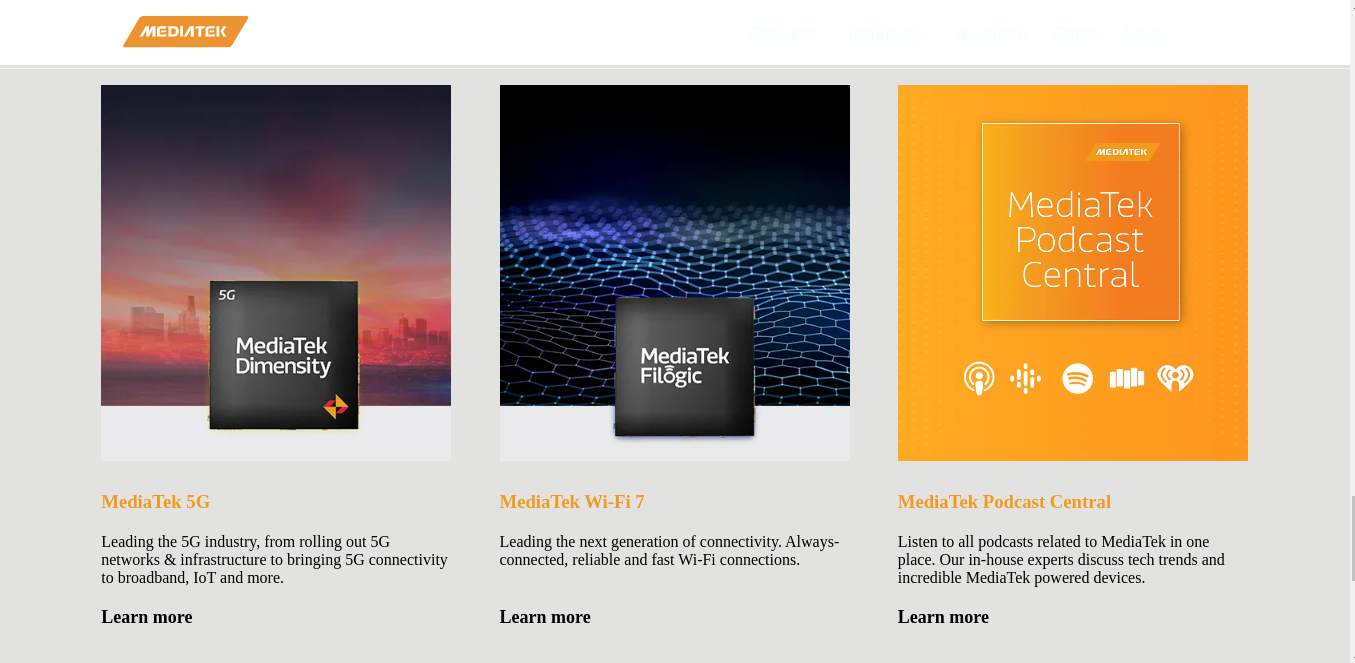 MEDIATEK
Products Technology Investors Press Blog
5G
MediaTek
Dimensity
MediaTek
Filogic
MEDIATEK
MediaTek
Podcast
Central
MediaTek 5G
Leading the 5G industry, from rolling out 5G
networks & infrastructure to bringing 5G connectivity
to broadband, IoT and more.
Learn more
MediaTek Wi-Fi 7
Leading the next generation of connectivity. Always-
connected, reliable and fast Wi-Fi connections.
Learn more
MediaTek Podcast Central
Listen to all podcasts related to MediaTek in one
place. Our in-house experts discuss tech trends and
incredible MediaTek powered devices.
Learn more